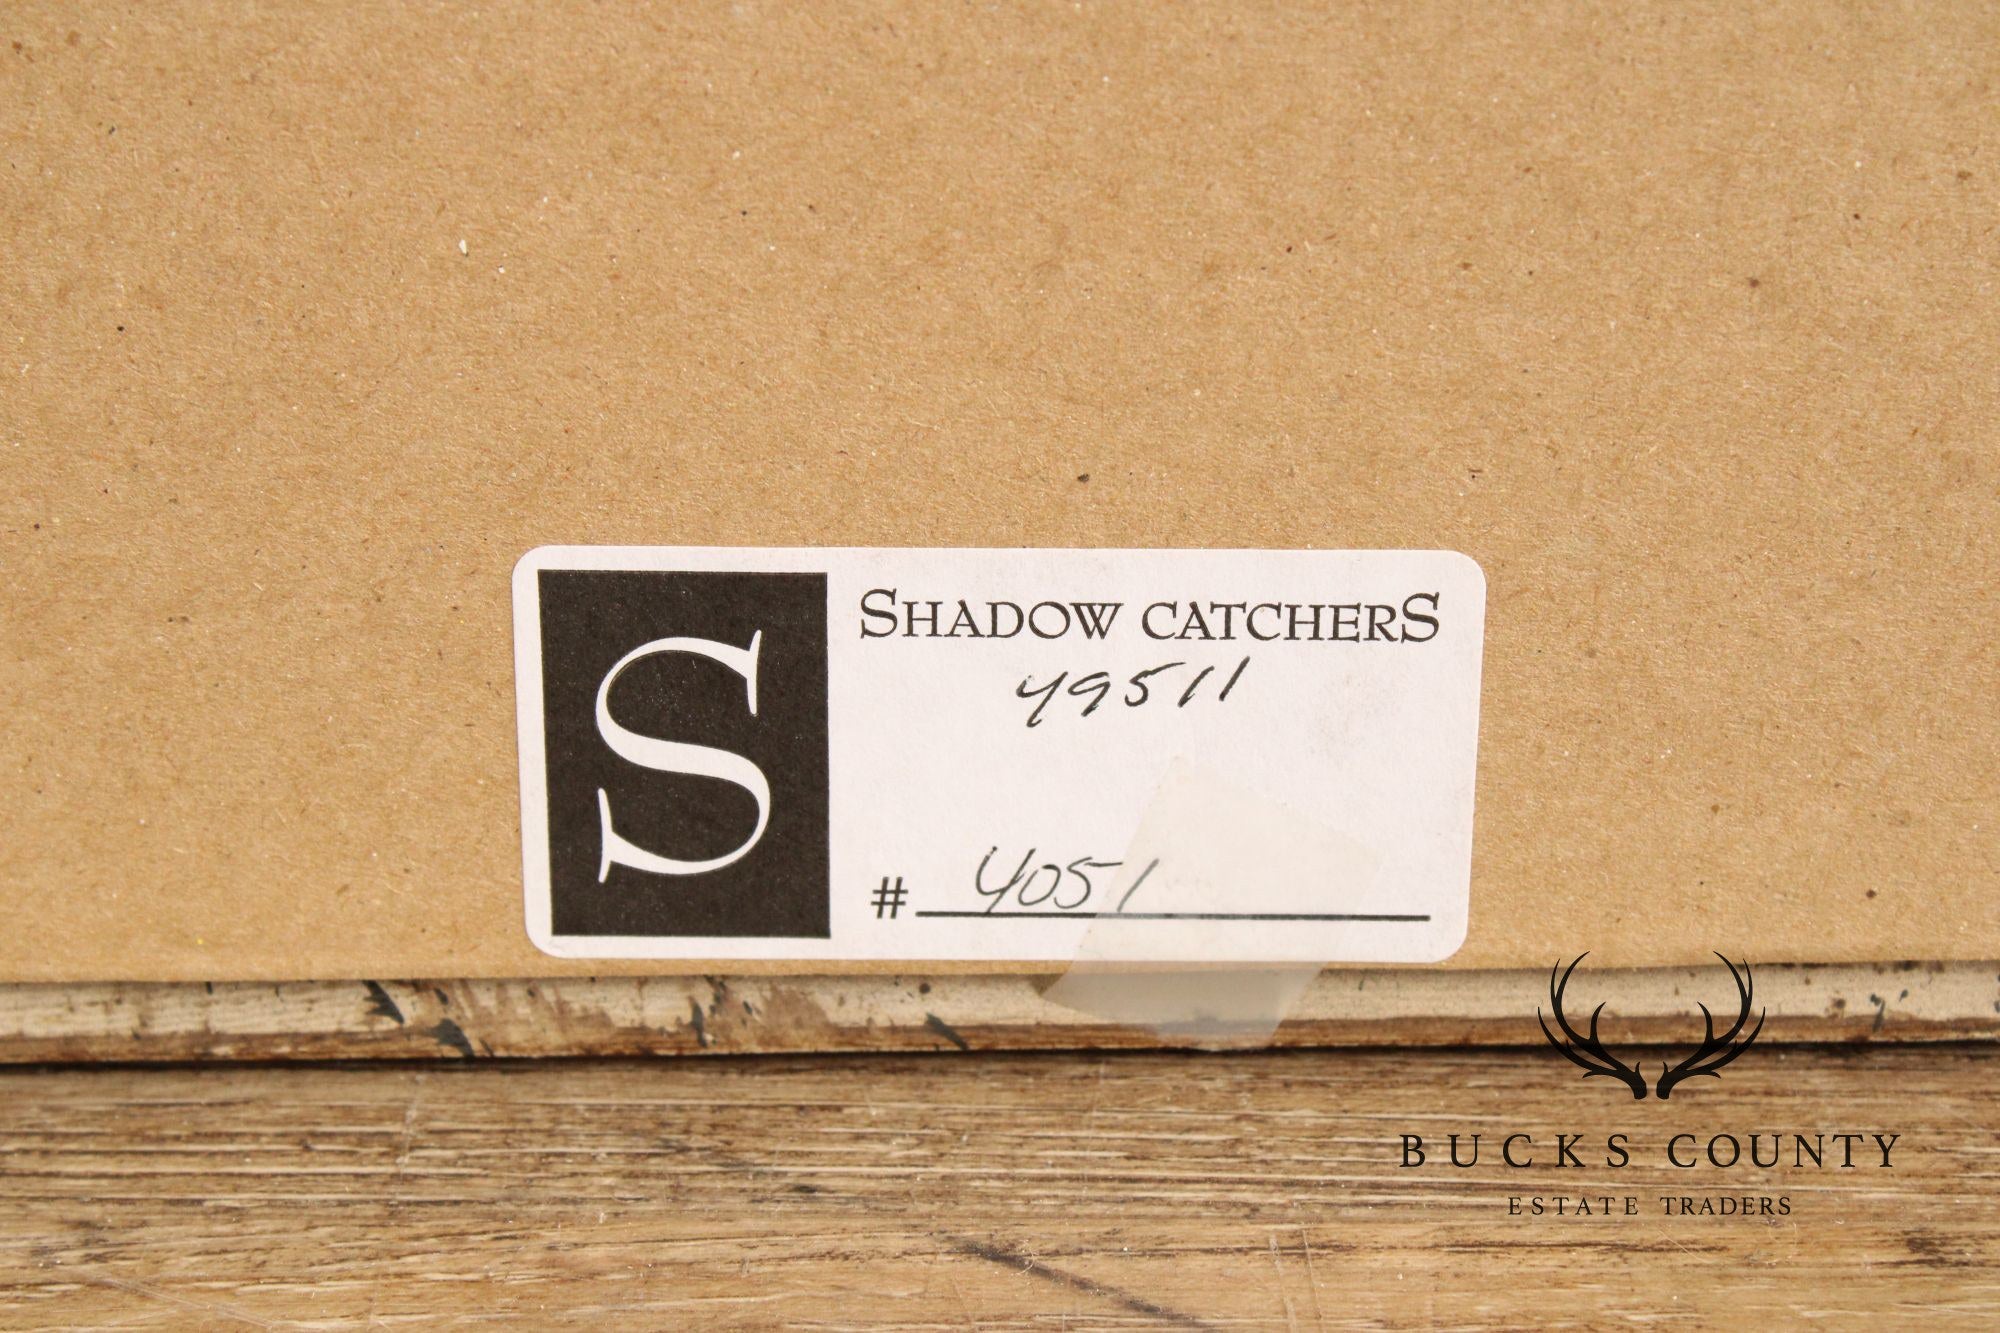 S
SHADOW CATCHERS
49511
# 4051
BUCKS COUNTY
ESTATE TRADERS